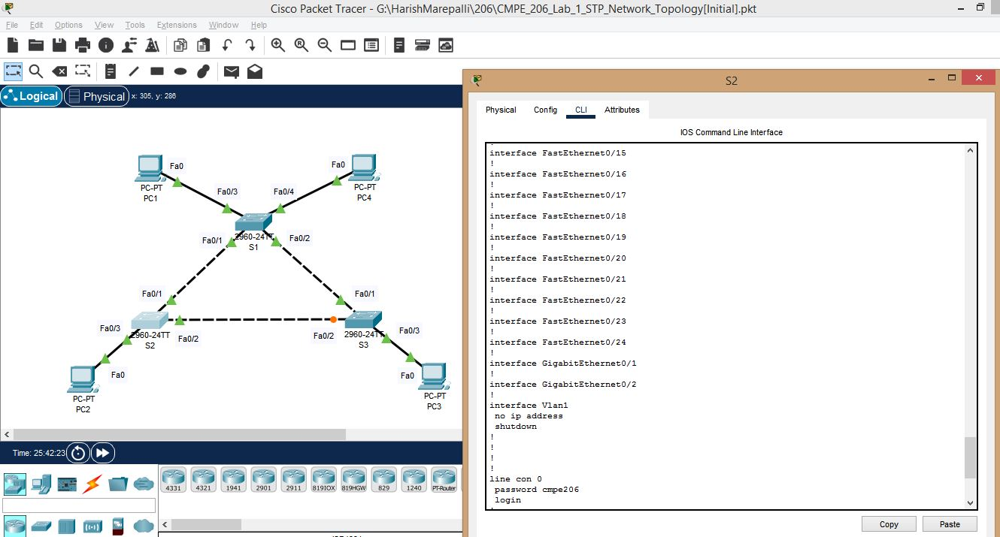 Cisco Packet Tracer - G:\HarishMarepalli\206\CMPE_206_Lab_1_STP_Network_Topology[Initial].pkt
File Edit Options View Tools Extensions Window Help
Logical Physical x: 305, y: 286
Fa0
Fa0
PC-PT
PC1
PC-PT
PC4
Fa0/3
Fa0/4
2960-24TT
S1
Fa0/1
Fa0/2
Fa0/1
Fa0/1
Fa0/3
2960-24TT
S2
Fa0/2
Fa0/2
2960-24TT
S3
Fa0/3
Fa0
Fa0
PC-PT
PC2
PC-PT
PC3
Time: 25:42:23
4331 4321 1941 2901 2911 819IOX 819HGW 829 1240 PT-Router
S2
Physical Config CLI Attributes
IOS Command Line Interface
interface FastEthernet0/15
!
interface FastEthernet0/16
!
interface FastEthernet0/17
!
interface FastEthernet0/18
!
interface FastEthernet0/19
!
interface FastEthernet0/20
!
interface FastEthernet0/21
!
interface FastEthernet0/22
!
interface FastEthernet0/23
!
interface FastEthernet0/24
!
interface GigabitEthernet0/1
!
interface GigabitEthernet0/2
!
interface Vlan1
no ip address
shutdown
!
!
!
!
line con 0
password cmpe206
login
Copy Paste